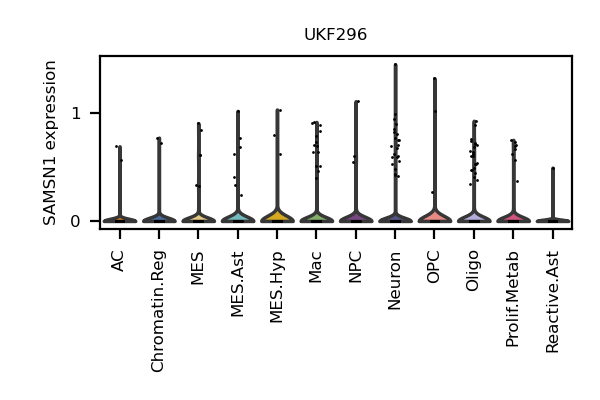 UKF296
SAMSN1 expression
1
0
AC
Chromatin.Reg
MES
MES.Ast
MES.Hyp
Mac
NPC
Neuron
OPC
Oligo
Prolif.Metab
Reactive.Ast